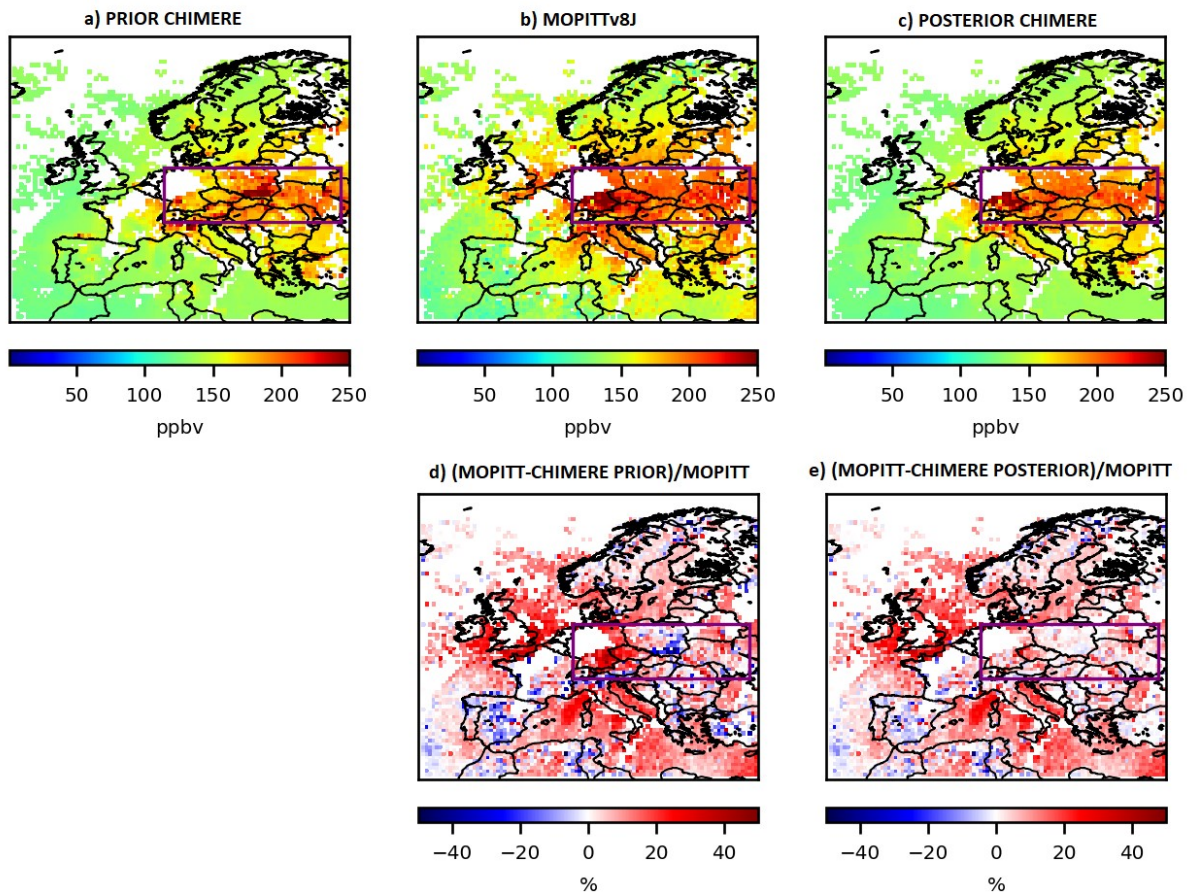 a) PRIOR CHIMERE
b) MOPITTv8J
c) POSTERIOR CHIMERE
50 100 150 200 250
50 100 150 200 250
50 100 150 200 250
ppbv
ppbv
ppbv
d) (MOPITT-CHIMERE PRIOR)/MOPITT
e) (MOPITT-CHIMERE POSTERIOR)/MOPITT
−40 −20 0 20 40
−40 −20 0 20 40
%
%